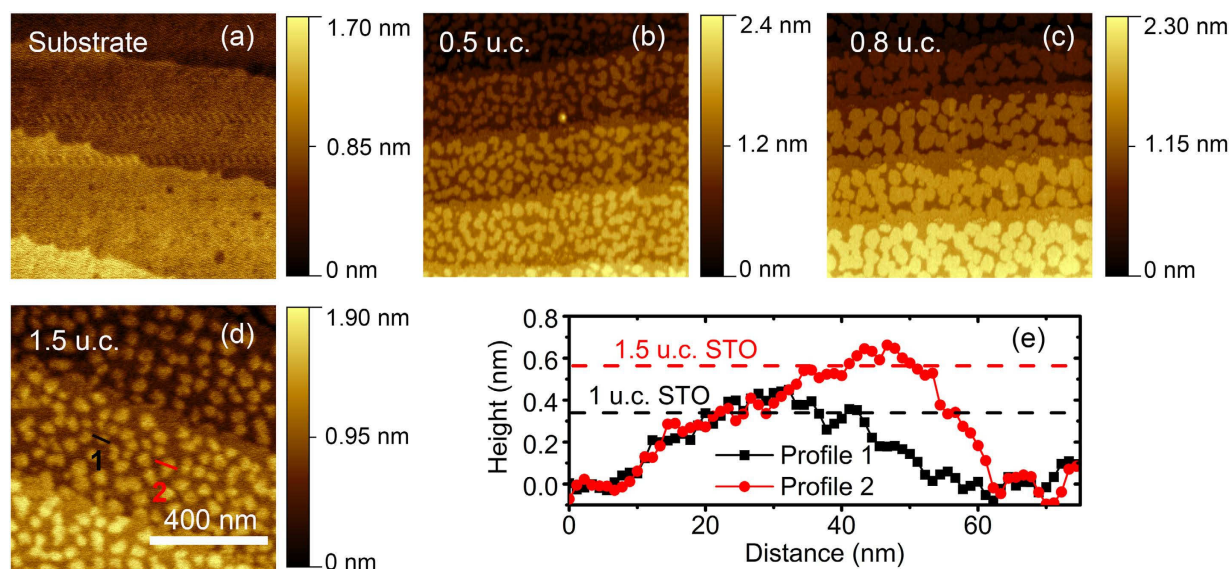 Substrate (a)
1.70 nm
0.85 nm
0 nm
0.5 u.c. (b)
2.4 nm
1.2 nm
0 nm
0.8 u.c. (c)
2.30 nm
1.15 nm
0 nm
1.5 u.c. (d)
1
2
400 nm
1.90 nm
0.95 nm
0 nm
(e)
Height (nm)
0.8
0.6
0.4
0.2
0.0
1.5 u.c. STO
1 u.c. STO
Profile 1
Profile 2
0 20 40 60
Distance (nm)